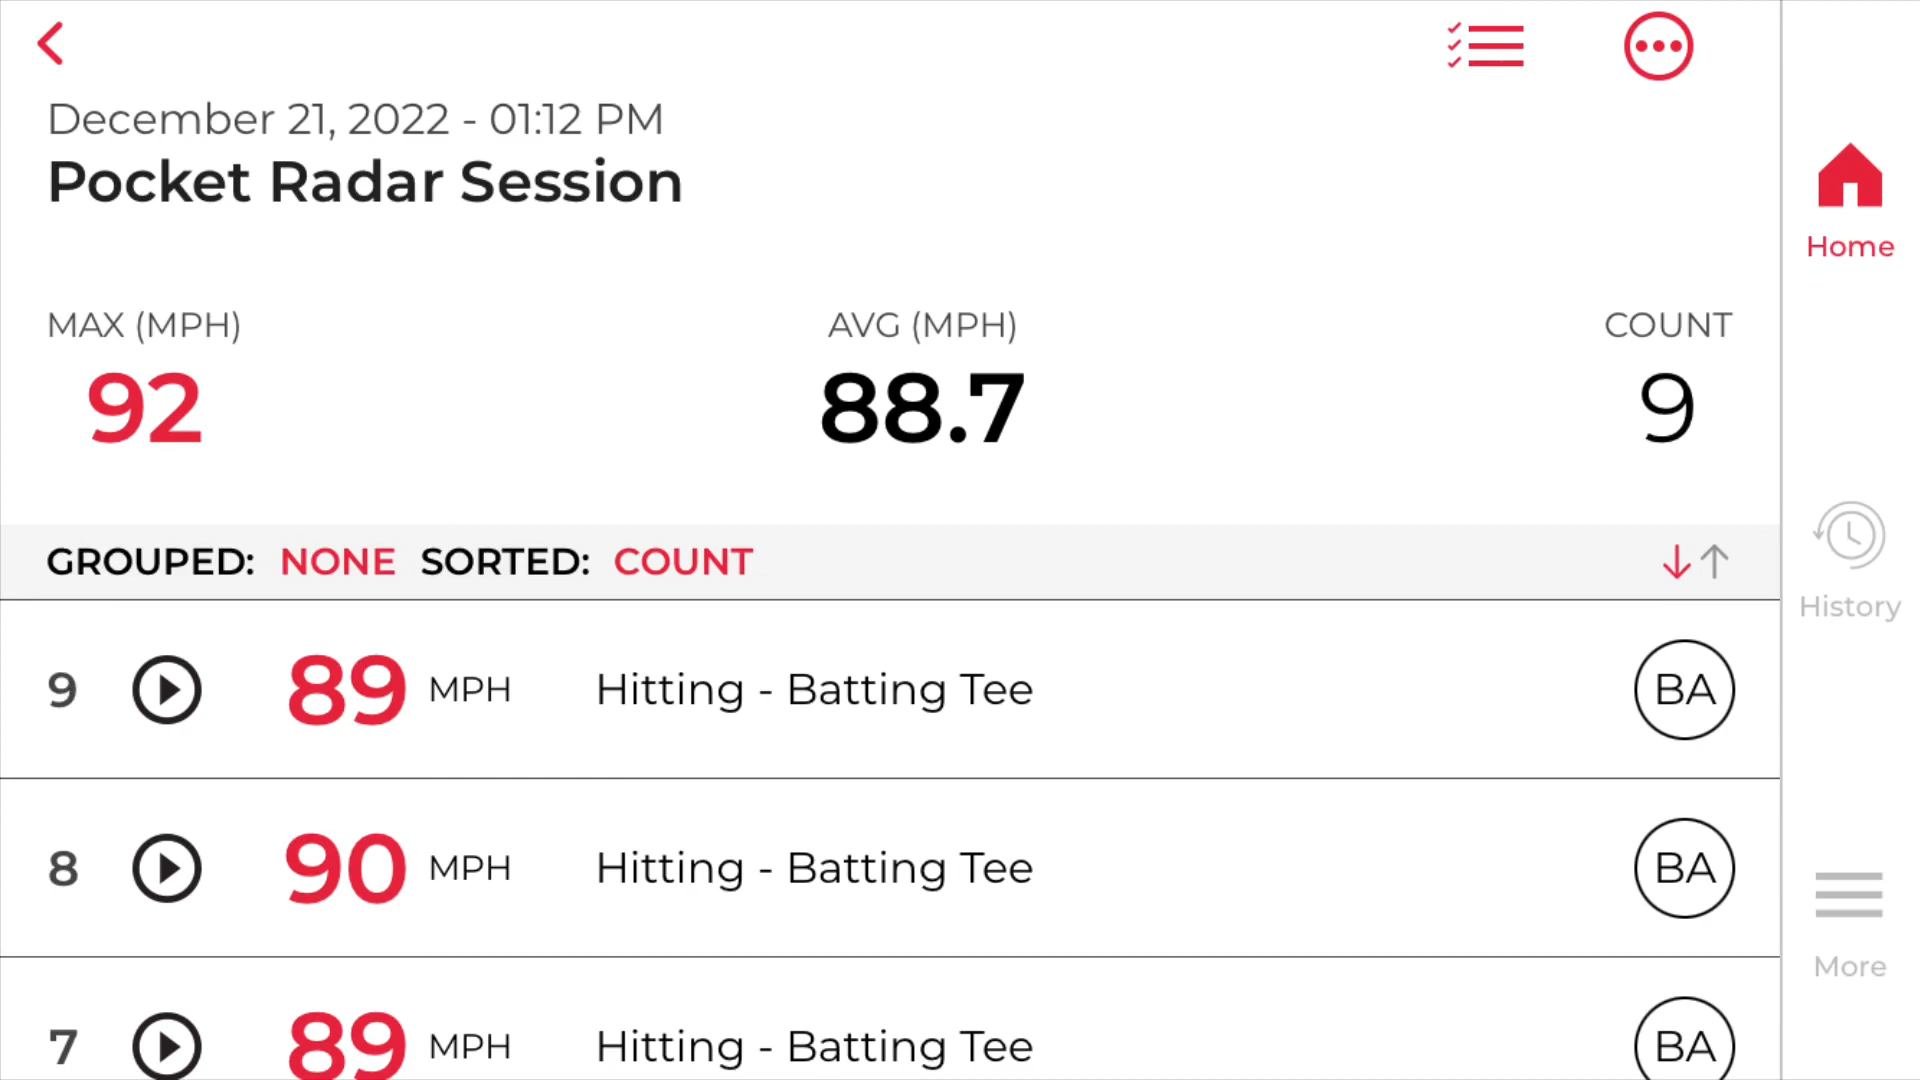 December 21, 2022 - 01:12 PM
Pocket Radar Session
Home
MAX (MPH) AVG (MPH) COUNT
92 88.7 9
GROUPED: NONE SORTED: COUNT
History
9 89 MPH Hitting - Batting Tee BA
8 90 MPH Hitting - Batting Tee BA
More
7 89 MPH Hitting - Batting Tee BA